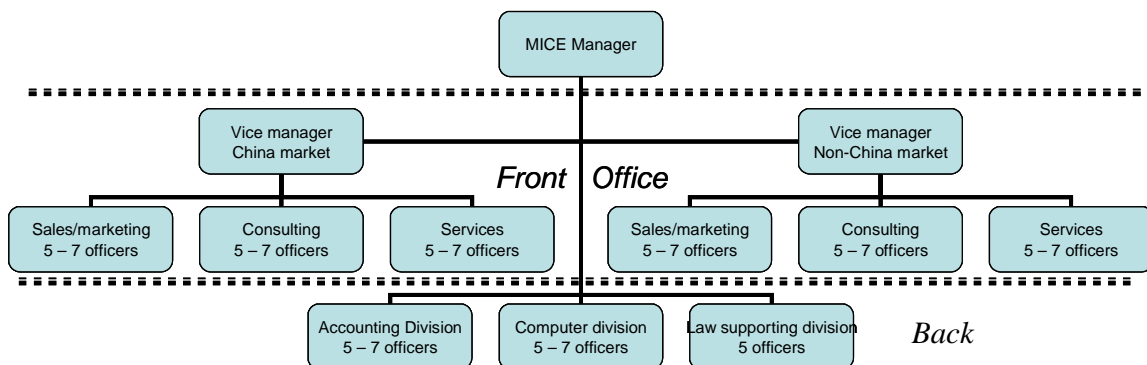 MICE Manager
Vice manager
China market
Vice manager
Non-China market
Front Office
Sales/marketing
5 – 7 officers
Consulting
5 – 7 officers
Services
5 – 7 officers
Sales/marketing
5 – 7 officers
Consulting
5 – 7 officers
Services
5 – 7 officers
Accounting Division
5 – 7 officers
Computer division
5 – 7 officers
Law supporting division
5 officers
Back